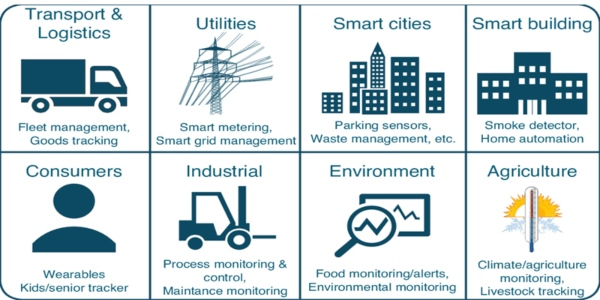 Transport &
Logistics
Fleet management,
Goods tracking
Utilities
Smart metering,
Smart grid management
Smart cities
Parking sensors,
Waste management, etc.
Smart building
Smoke detector,
Home automation
Consumers
Wearables
Kids/senior tracker
Industrial
Process monitoring &
control,
Maintance monitoring
Environment
Food monitoring/alerts,
Environmental monitoring
Agriculture
Climate/agriculture
monitoring,
Livestock tracking